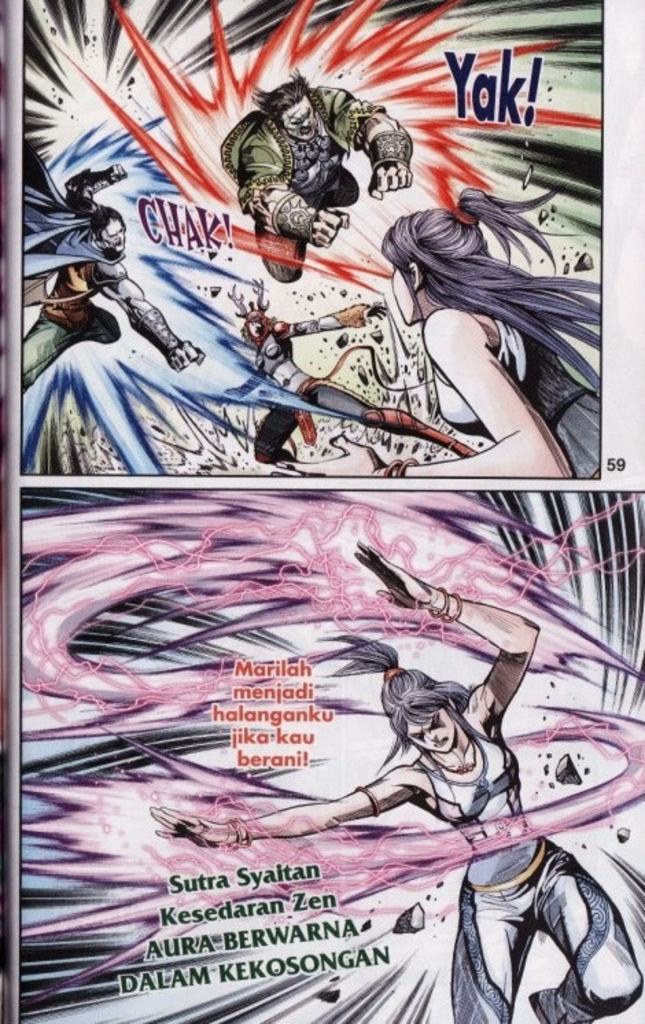 Yak!
CHAK!
59
Marilah
menjadi
halanganku
jika kau
berani!
Sutra Syaitan
Kesedaran Zen
AURA BERWARNA
DALAM KEKOSONGAN